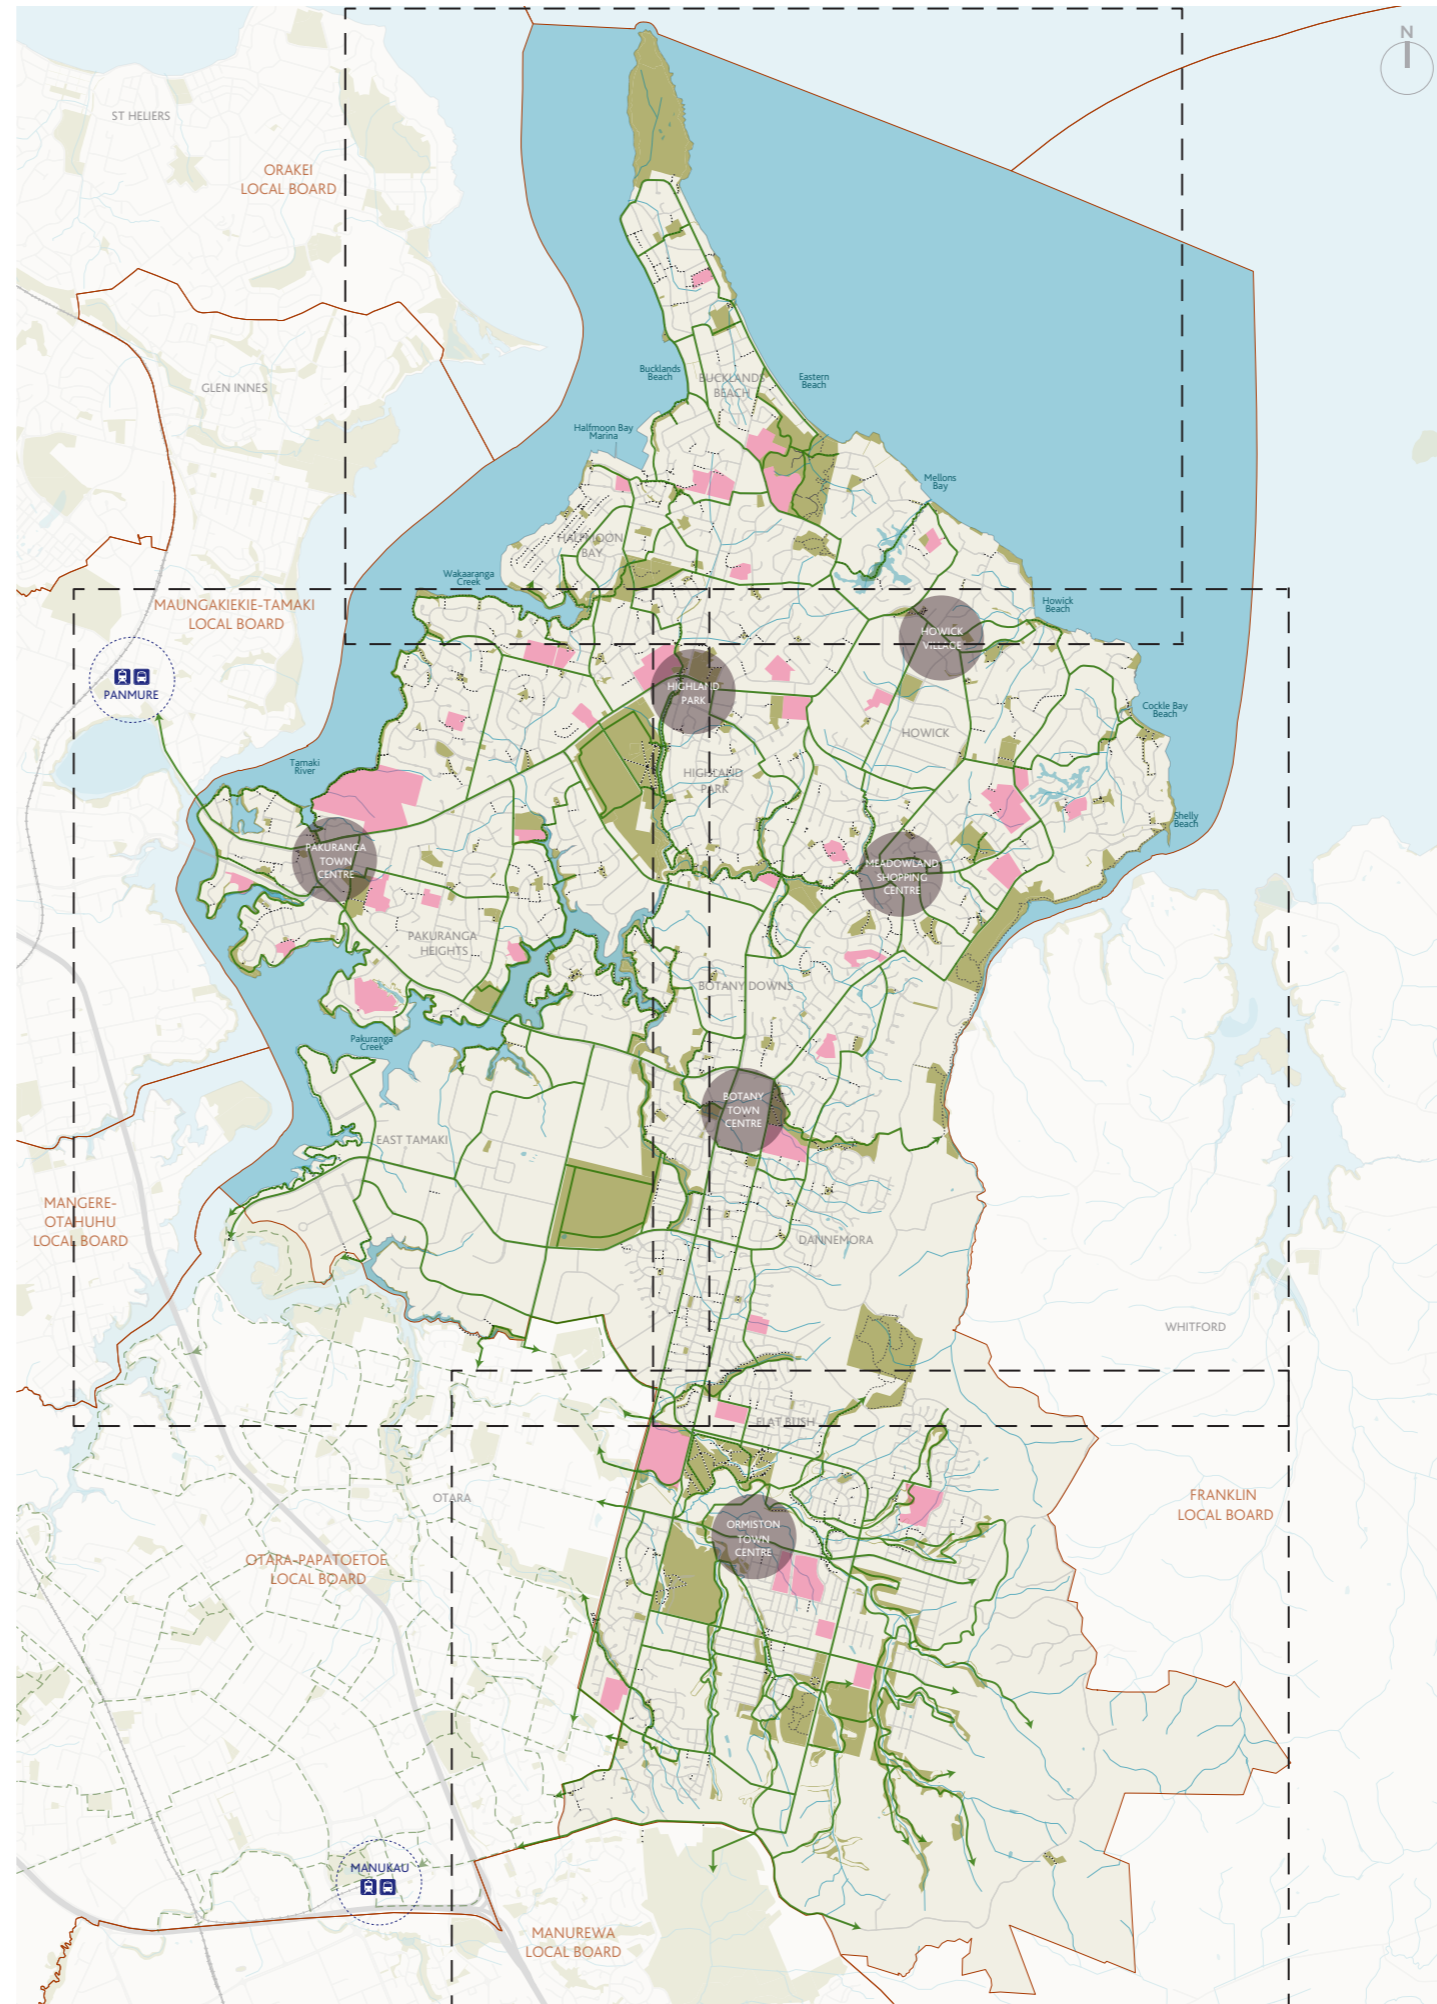 N
ST HELIERS
ORAKEI
LOCAL BOARD
GLEN INNES
Bucklands
Beach
BUCKLANDS
BEACH
Eastern
Beach
Halfmoon Bay
Marina
Mellons
Bay
HALFMOON
BAY
Wakaaranga
Creek
MAUNGAKIEKIE-TAMAKI
LOCAL BOARD
Howick
Beach
HOWICK
VILLAGE
PANMURE
HIGHLAND
PARK
Cockle Bay
Beach
HOWICK
Tamaki
River
HIGHLAND
PARK
Shelly
Beach
PAKURANGA
TOWN
CENTRE
MEADOWLAND
SHOPPING
CENTRE
PAKURANGA
HEIGHTS
BOTANY DOWNS
Pakuranga
Creek
BOTANY
TOWN
CENTRE
EAST TAMAKI
MANGERE-
OTAHUHU
LOCAL BOARD
DANNEMORA
WHITFORD
FLAT BUSH
OTARA
FRANKLIN
LOCAL BOARD
ORMISTON
TOWN
CENTRE
OTARA-PAPATOETOE
LOCAL BOARD
MANUKAU
MANUREWA
LOCAL BOARD